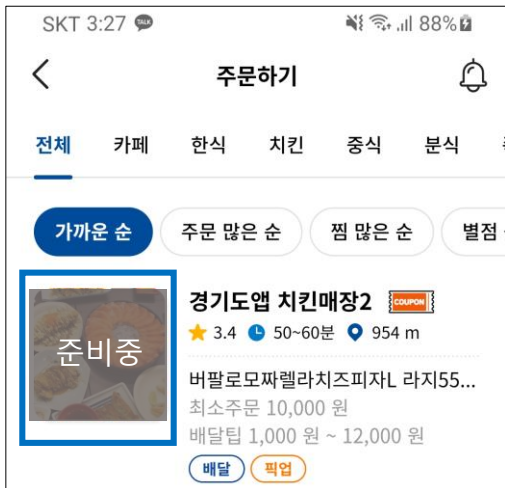 SKT 3:27 TALK 88%
주문하기
전체 카페 한식 치킨 중식 분식
가까운 순 주문 많은 순 찜 많은 순 별점
준비중
경기도앱 치킨매장2 COUPON
3.4 50~60분 954 m
버팔로모짜렐라치즈피자L 라지55...
최소주문 10,000 원
배달팁 1,000 원 ~ 12,000 원
배달 픽업